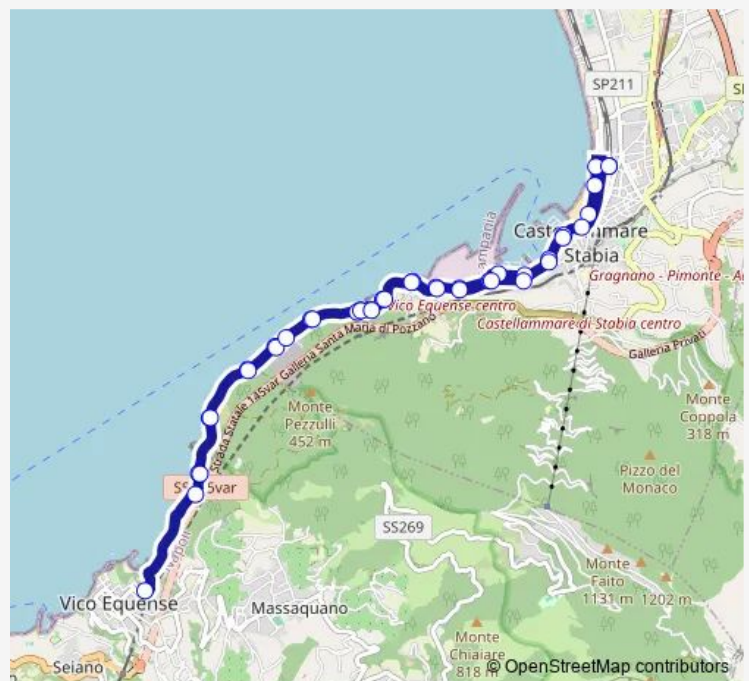 SP211
Castellammare
Stabia
Gragnano - Pimonte - A
Vico Equense centro
Castellammare di Stabia centro
Galleria Privati
Galleria Santa Maria di Pozzano
Strada Statale 145var
Monte
Pezzulli
452 m
Monte
Coppola
318 m
Pizzo del
Monaco
SS269
Monte
Faito
1131 m
1202 m
Vico Equense
Massaquano
Monte
Chiaiare
818 m
Seiano
© OpenStreetMap contributors